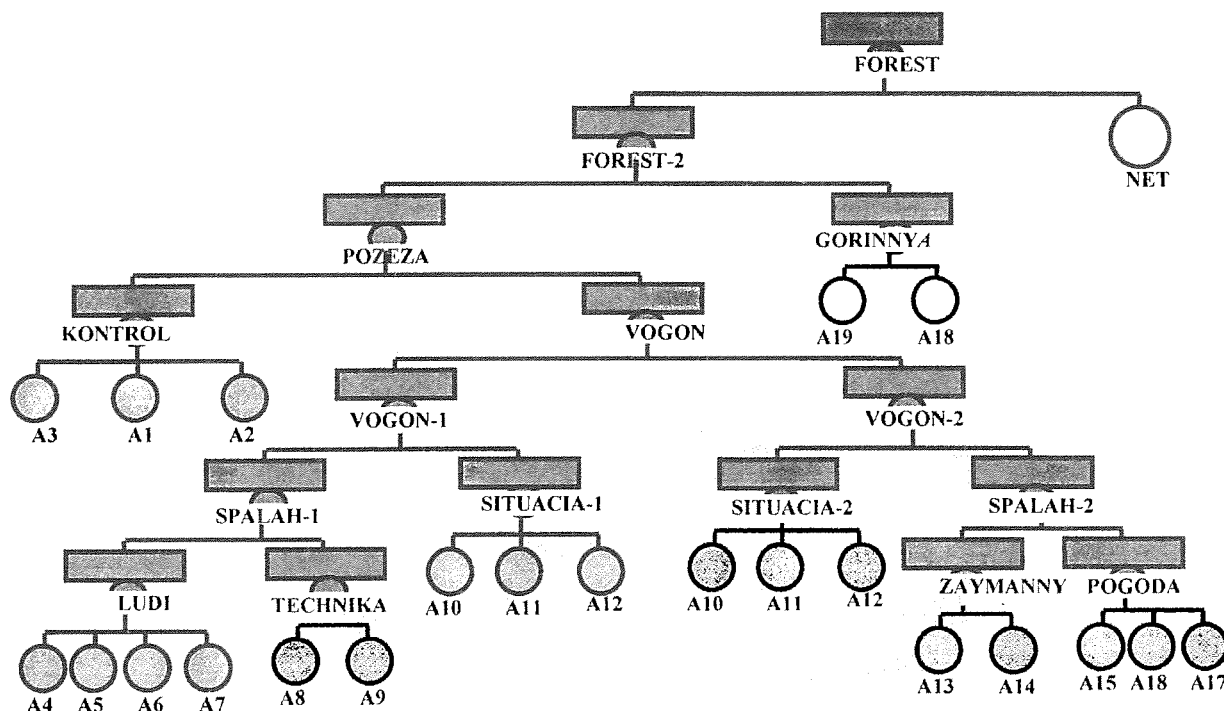 FOREST
FOREST-2
NET
POZEZA
GORINNYA
KONTROL
VOGON
A19 A18
A3 A1 A2
VOGON-1
VOGON-2
SPALAH-1
SITUACIA-1
SITUACIA-2
SPALAH-2
LUDI
TECHNIKA
A10 A11 A12
A10 A11 A12
ZAYMANNY
POGODA
A4 A5 A6 A7
A8 A9
A13 A14
A15 A18 A17